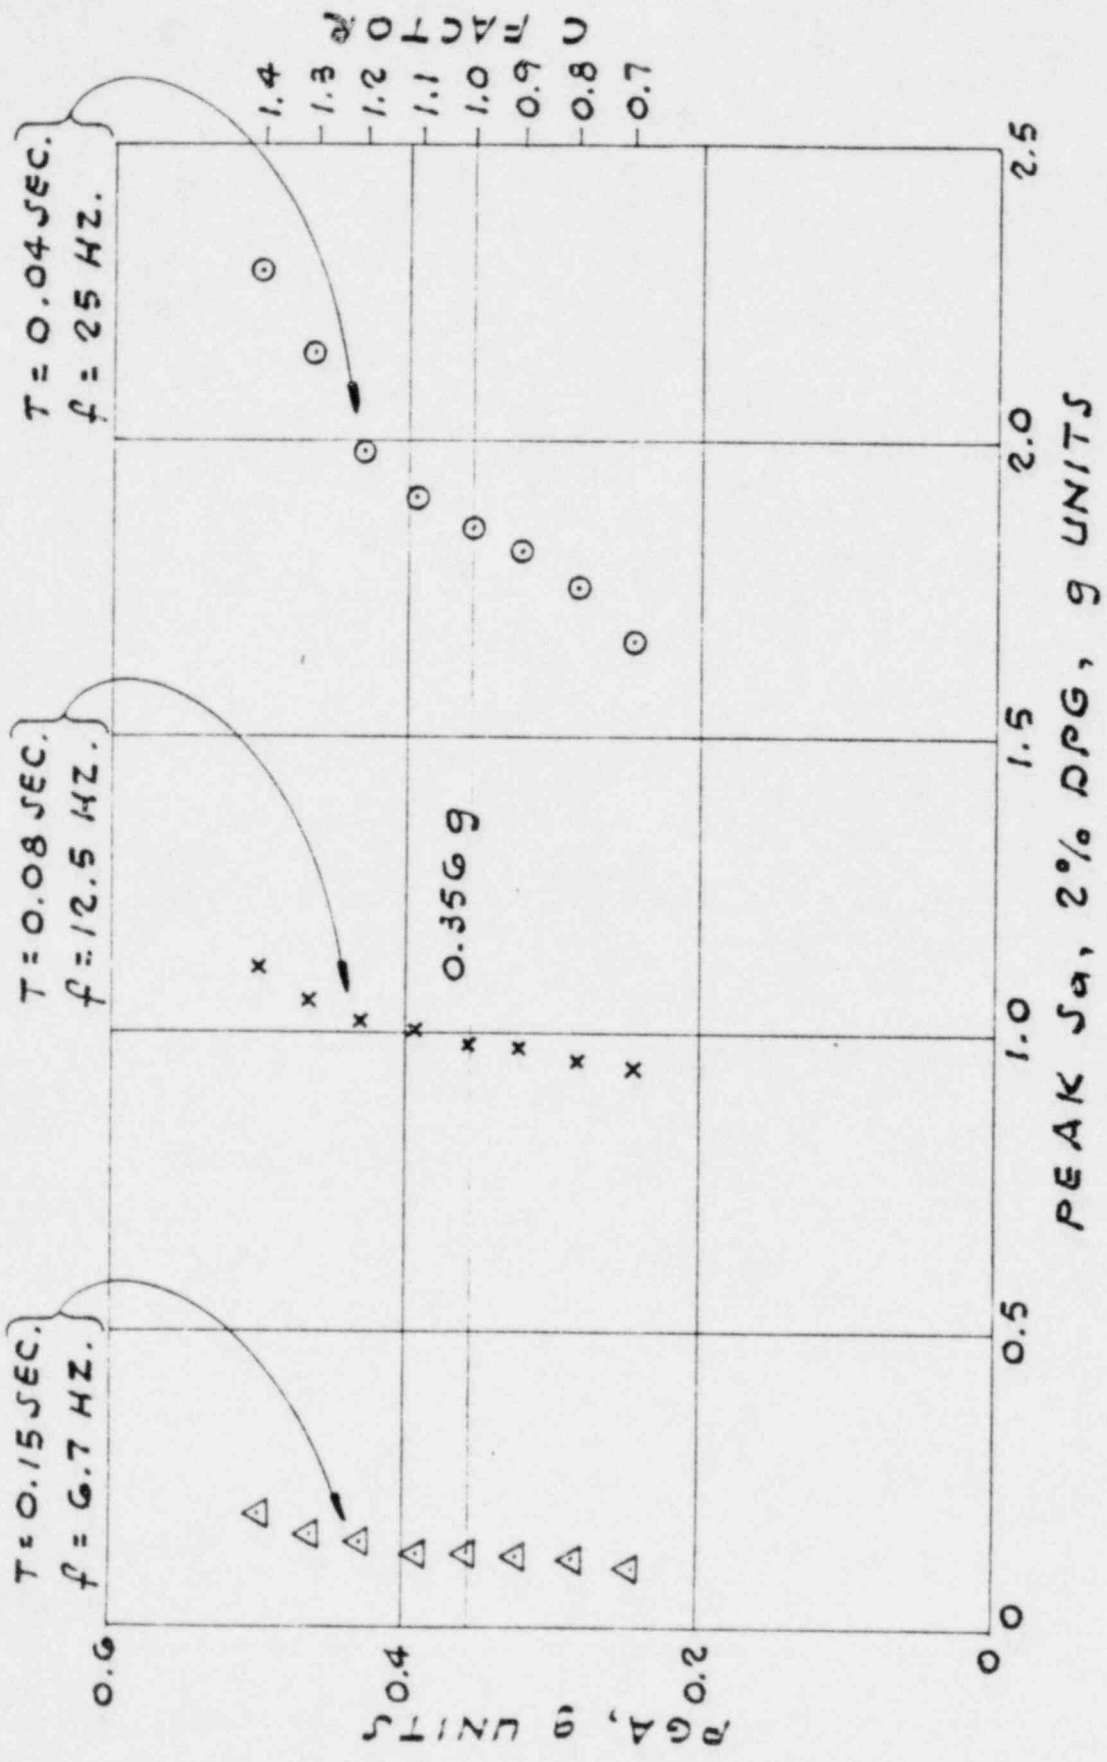 T = 0.15 SEC.
f = 6.7 HZ.
T = 0.08 SEC.
f = 12.5 HZ.
T = 0.04 SEC.
f = 25 HZ.
0.6
0.4
0.2
0
PGA, g UNITS
0.356 g
1.4
1.3
1.2
1.1
1.0
0.9
0.8
0.7
C FACTOR
0
0.5
1.0
1.5
2.0
2.5
PEAK Sa, 2% DPG, g UNITS